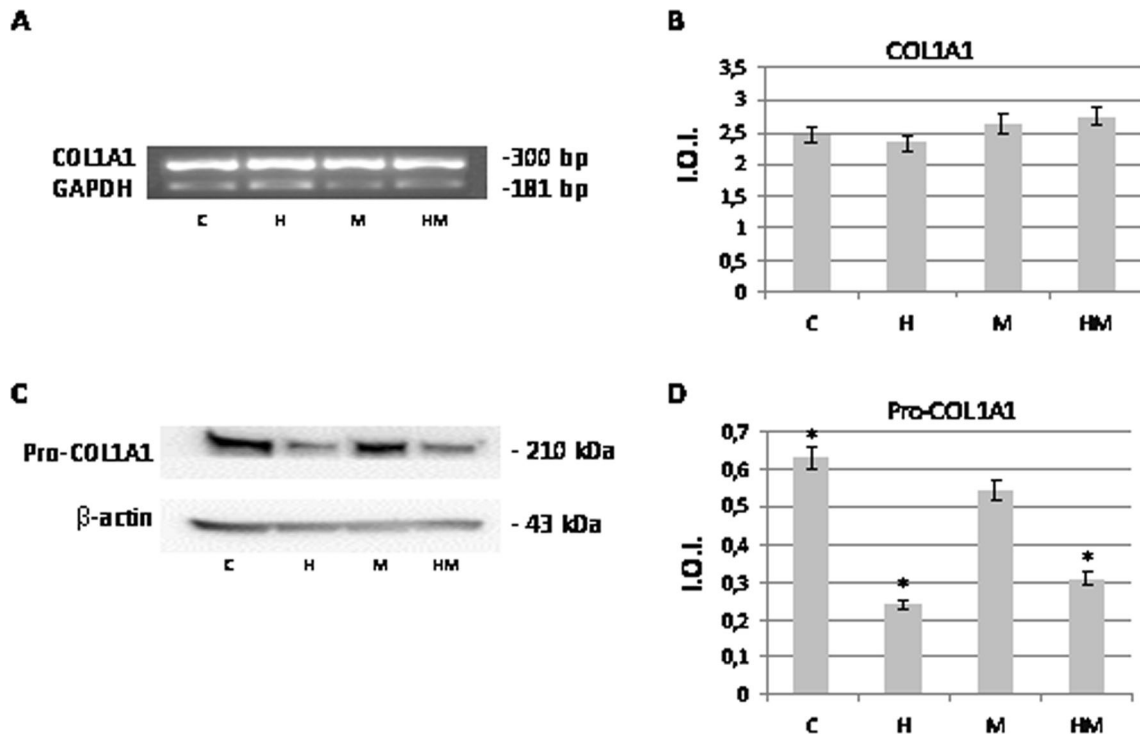 A
COL1A1 -300 bp
GAPDH -181 bp
C H M HM
B
COL1A1
I.O.I.
3,5
3
2,5
2
1,5
1
0,5
0
C H M HM
C
Pro-COL1A1 - 210 kDa
β-actin - 43 kDa
C H M HM
D
Pro-COL1A1
I.O.I.
0,7
0,6
0,5
0,4
0,3
0,2
0,1
0
* * *
C H M HM